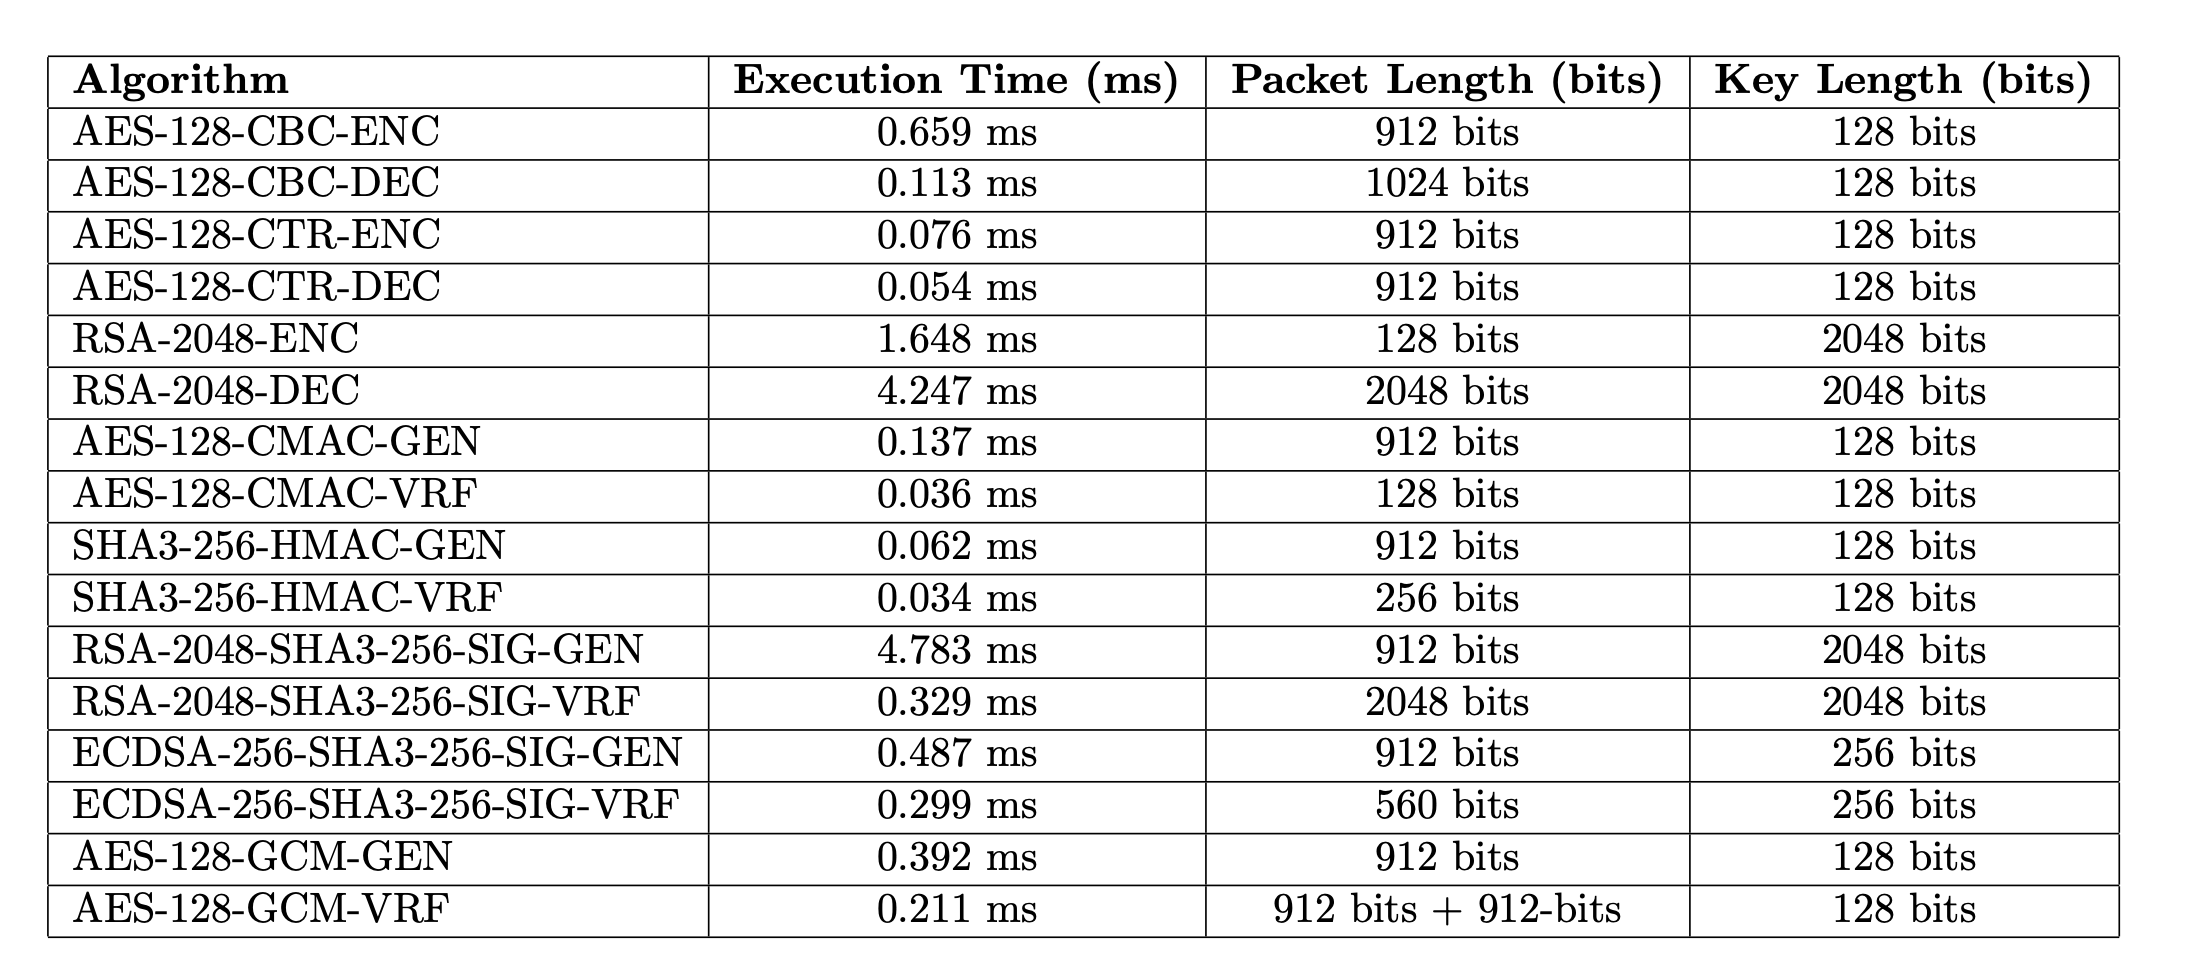 Algorithm Execution Time (ms) Packet Length (bits) Key Length (bits)
AES-128-CBC-ENC 0.659 ms 912 bits 128 bits
AES-128-CBC-DEC 0.113 ms 1024 bits 128 bits
AES-128-CTR-ENC 0.076 ms 912 bits 128 bits
AES-128-CTR-DEC 0.054 ms 912 bits 128 bits
RSA-2048-ENC 1.648 ms 128 bits 2048 bits
RSA-2048-DEC 4.247 ms 2048 bits 2048 bits
AES-128-CMAC-GEN 0.137 ms 912 bits 128 bits
AES-128-CMAC-VRF 0.036 ms 128 bits 128 bits
SHA3-256-HMAC-GEN 0.062 ms 912 bits 128 bits
SHA3-256-HMAC-VRF 0.034 ms 256 bits 128 bits
RSA-2048-SHA3-256-SIG-GEN 4.783 ms 912 bits 2048 bits
RSA-2048-SHA3-256-SIG-VRF 0.329 ms 2048 bits 2048 bits
ECDSA-256-SHA3-256-SIG-GEN 0.487 ms 912 bits 256 bits
ECDSA-256-SHA3-256-SIG-VRF 0.299 ms 560 bits 256 bits
AES-128-GCM-GEN 0.392 ms 912 bits 128 bits
AES-128-GCM-VRF 0.211 ms 912 bits + 912-bits 128 bits